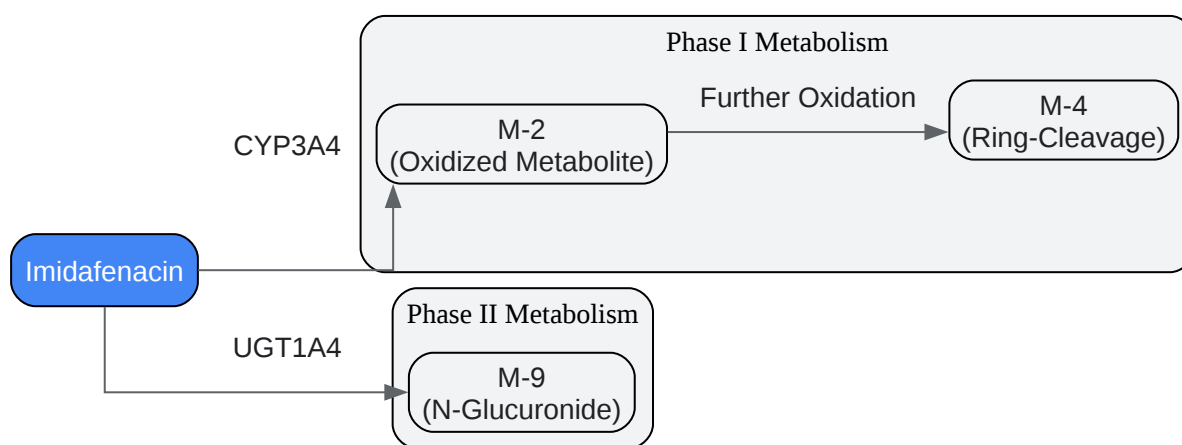 Phase I Metabolism
Further Oxidation
M-2
(Oxidized Metabolite)
M-4
(Ring-Cleavage)
CYP3A4
Imidafenacin
Phase II Metabolism
UGT1A4
M-9
(N-Glucuronide)